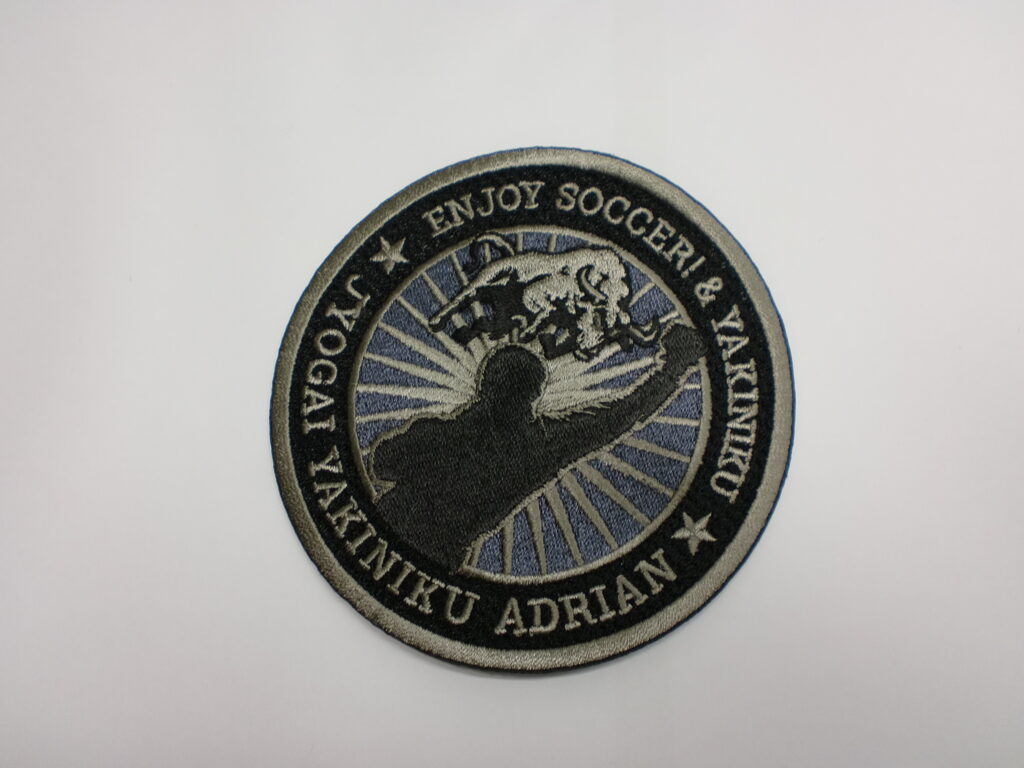 ENJOY SOCCER! & YAKINIKU
JYOGAI YAKINIKU ADRIAN